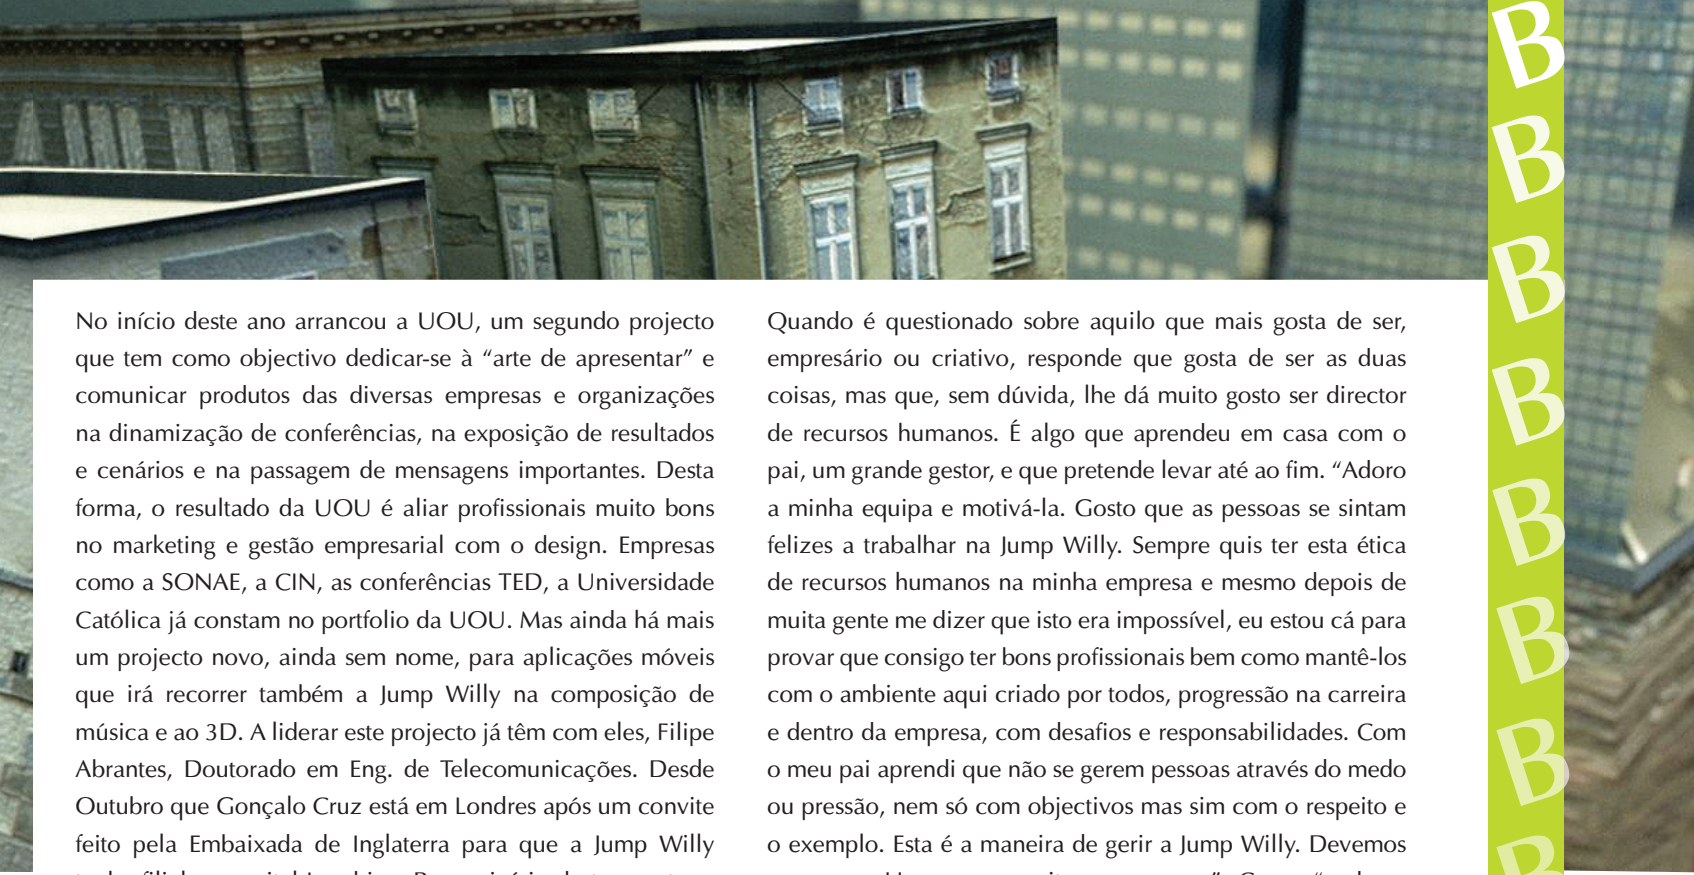 No início deste ano arrancou a UOU, um segundo projecto
que tem como objectivo dedicar-se à “arte de apresentar” e
comunicar produtos das diversas empresas e organizações
na dinamização de conferências, na exposição de resultados
e cenários e na passagem de mensagens importantes. Desta
forma, o resultado da UOU é aliar profissionais muito bons
no marketing e gestão empresarial com o design. Empresas
como a SONAE, a CIN, as conferências TED, a Universidade
Católica já constam no portfolio da UOU. Mas ainda há mais
um projecto novo, ainda sem nome, para aplicações móveis
que irá recorrer também a Jump Willy na composição de
música e ao 3D. A liderar este projecto já têm com eles, Filipe
Abrantes, Doutorado em Eng. de Telecomunicações. Desde
Outubro que Gonçalo Cruz está em Londres após um convite
feito pela Embaixada de Inglaterra para que a Jump Willy
Quando é questionado sobre aquilo que mais gosta de ser,
empresário ou criativo, responde que gosta de ser as duas
coisas, mas que, sem dúvida, lhe dá muito gosto ser director
de recursos humanos. É algo que aprendeu em casa com o
pai, um grande gestor, e que pretende levar até ao fim. “Adoro
a minha equipa e motivá-la. Gosto que as pessoas se sintam
felizes a trabalhar na Jump Willy. Sempre quis ter esta ética
de recursos humanos na minha empresa e mesmo depois de
muita gente me dizer que isto era impossível, eu estou cá para
provar que consigo ter bons profissionais bem como mantê-los
com o ambiente aqui criado por todos, progressão na carreira
e dentro da empresa, com desafios e responsabilidades. Com
o meu pai aprendi que não se gerem pessoas através do medo
ou pressão, nem só com objectivos mas sim com o respeito e
o exemplo. Esta é a maneira de gerir a Jump Willy. Devemos
B
B
B
B
B
B
B
B